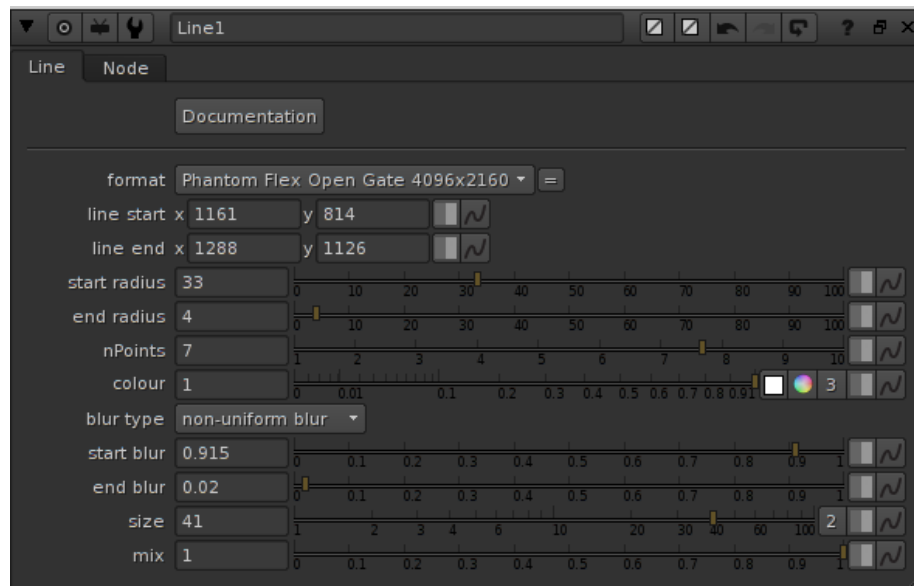 Line1 ?
Line Node
Documentation
format Phantom Flex Open Gate 4096x2160 =
line start x 1161 y 814
line end x 1288 y 1126
start radius 33 0 10 20 30 40 50 60 70 80 90 100
end radius 4 0 10 20 30 40 50 60 70 80 90 100
nPoints 7 1 2 3 4 5 6 7 8 9 10
colour 1 0 0.01 0.1 0.2 0.3 0.4 0.5 0.6 0.7 0.8 0.91 3
blur type non-uniform blur
start blur 0.915 0 0.1 0.2 0.3 0.4 0.5 0.6 0.7 0.8 0.9 1
end blur 0.02 0 0.1 0.2 0.3 0.4 0.5 0.6 0.7 0.8 0.9 1
size 41 1 2 3 4 6 10 20 30 40 60 100 2
mix 1 0 0.1 0.2 0.3 0.4 0.5 0.6 0.7 0.8 0.9 1